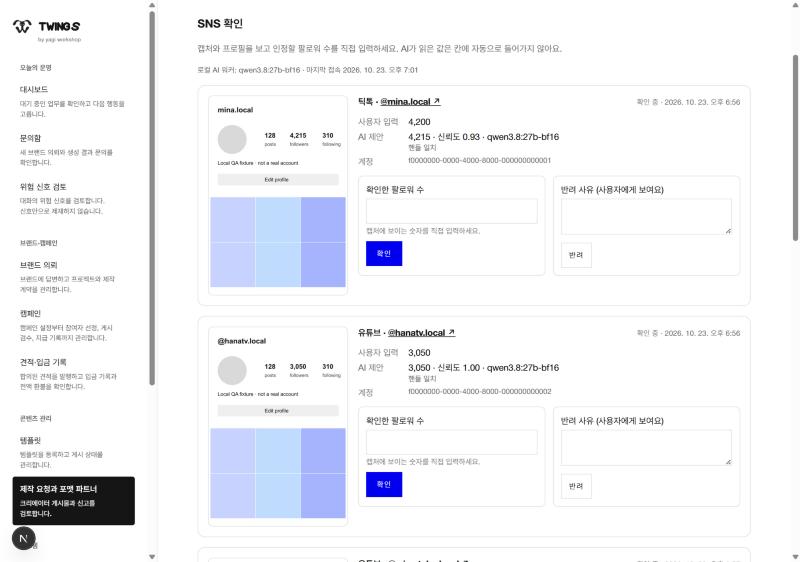 TWINGS
by yagi workshop
오늘의 운영
대시보드
대기 중인 업무를 확인하고 다음 행동을
고릅니다.
문의함
새 브랜드 의뢰와 생성 결과 문의를
확인합니다.
위험 신호 검토
대화의 위험 신호를 검토합니다.
신호만으로 제재하지 않습니다.
브랜드·캠페인
브랜드 의뢰
브랜드에 답변하고 프로젝트와 제작
계약을 관리합니다.
캠페인
캠페인 설정부터 참여자 선정, 게시
검수, 지급 기록까지 관리합니다.
견적·입금 기록
합의된 견적을 발행하고 입금 기록과
전액 환불을 확인합니다.
콘텐츠 관리
템플릿
템플릿을 등록하고 게시 상태를
관리합니다.
제작 요청과 포맷 파트너
크리에이터 게시물과 신고를
검토합니다.
N
SNS 확인
캡처와 프로필을 보고 인정할 팔로워 수를 직접 입력하세요. AI가 읽은 값은 칸에 자동으로 들어가지 않아요.
로컬 AI 워커: qwen3.8:27b-bf16 · 마지막 접속 2026. 10. 23. 오후 7:01
mina.local
128 4,215 310
posts followers following
Local QA fixture · not a real account
Edit profile
틱톡 · @mina.local ↗
확인 중 · 2026. 10. 23. 오후 6:56
사용자 입력 4,200
AI 제안 4,215 · 신뢰도 0.93 · qwen3.8:27b-bf16
핸들 일치
계정 f0000000-0000-4000-8000-000000000001
확인한 팔로워 수
캡처에 보이는 숫자를 직접 입력하세요.
확인
반려 사유 (사용자에게 보여요)
반려
@hanatv.local
128 3,050 310
posts followers following
Local QA fixture · not a real account
Edit profile
유튜브 · @hanatv.local ↗
확인 중 · 2026. 10. 23. 오후 6:56
사용자 입력 3,050
AI 제안 3,050 · 신뢰도 1.00 · qwen3.8:27b-bf16
핸들 일치
계정 f0000000-0000-4000-8000-000000000002
확인한 팔로워 수
캡처에 보이는 숫자를 직접 입력하세요.
확인
반려 사유 (사용자에게 보여요)
반려